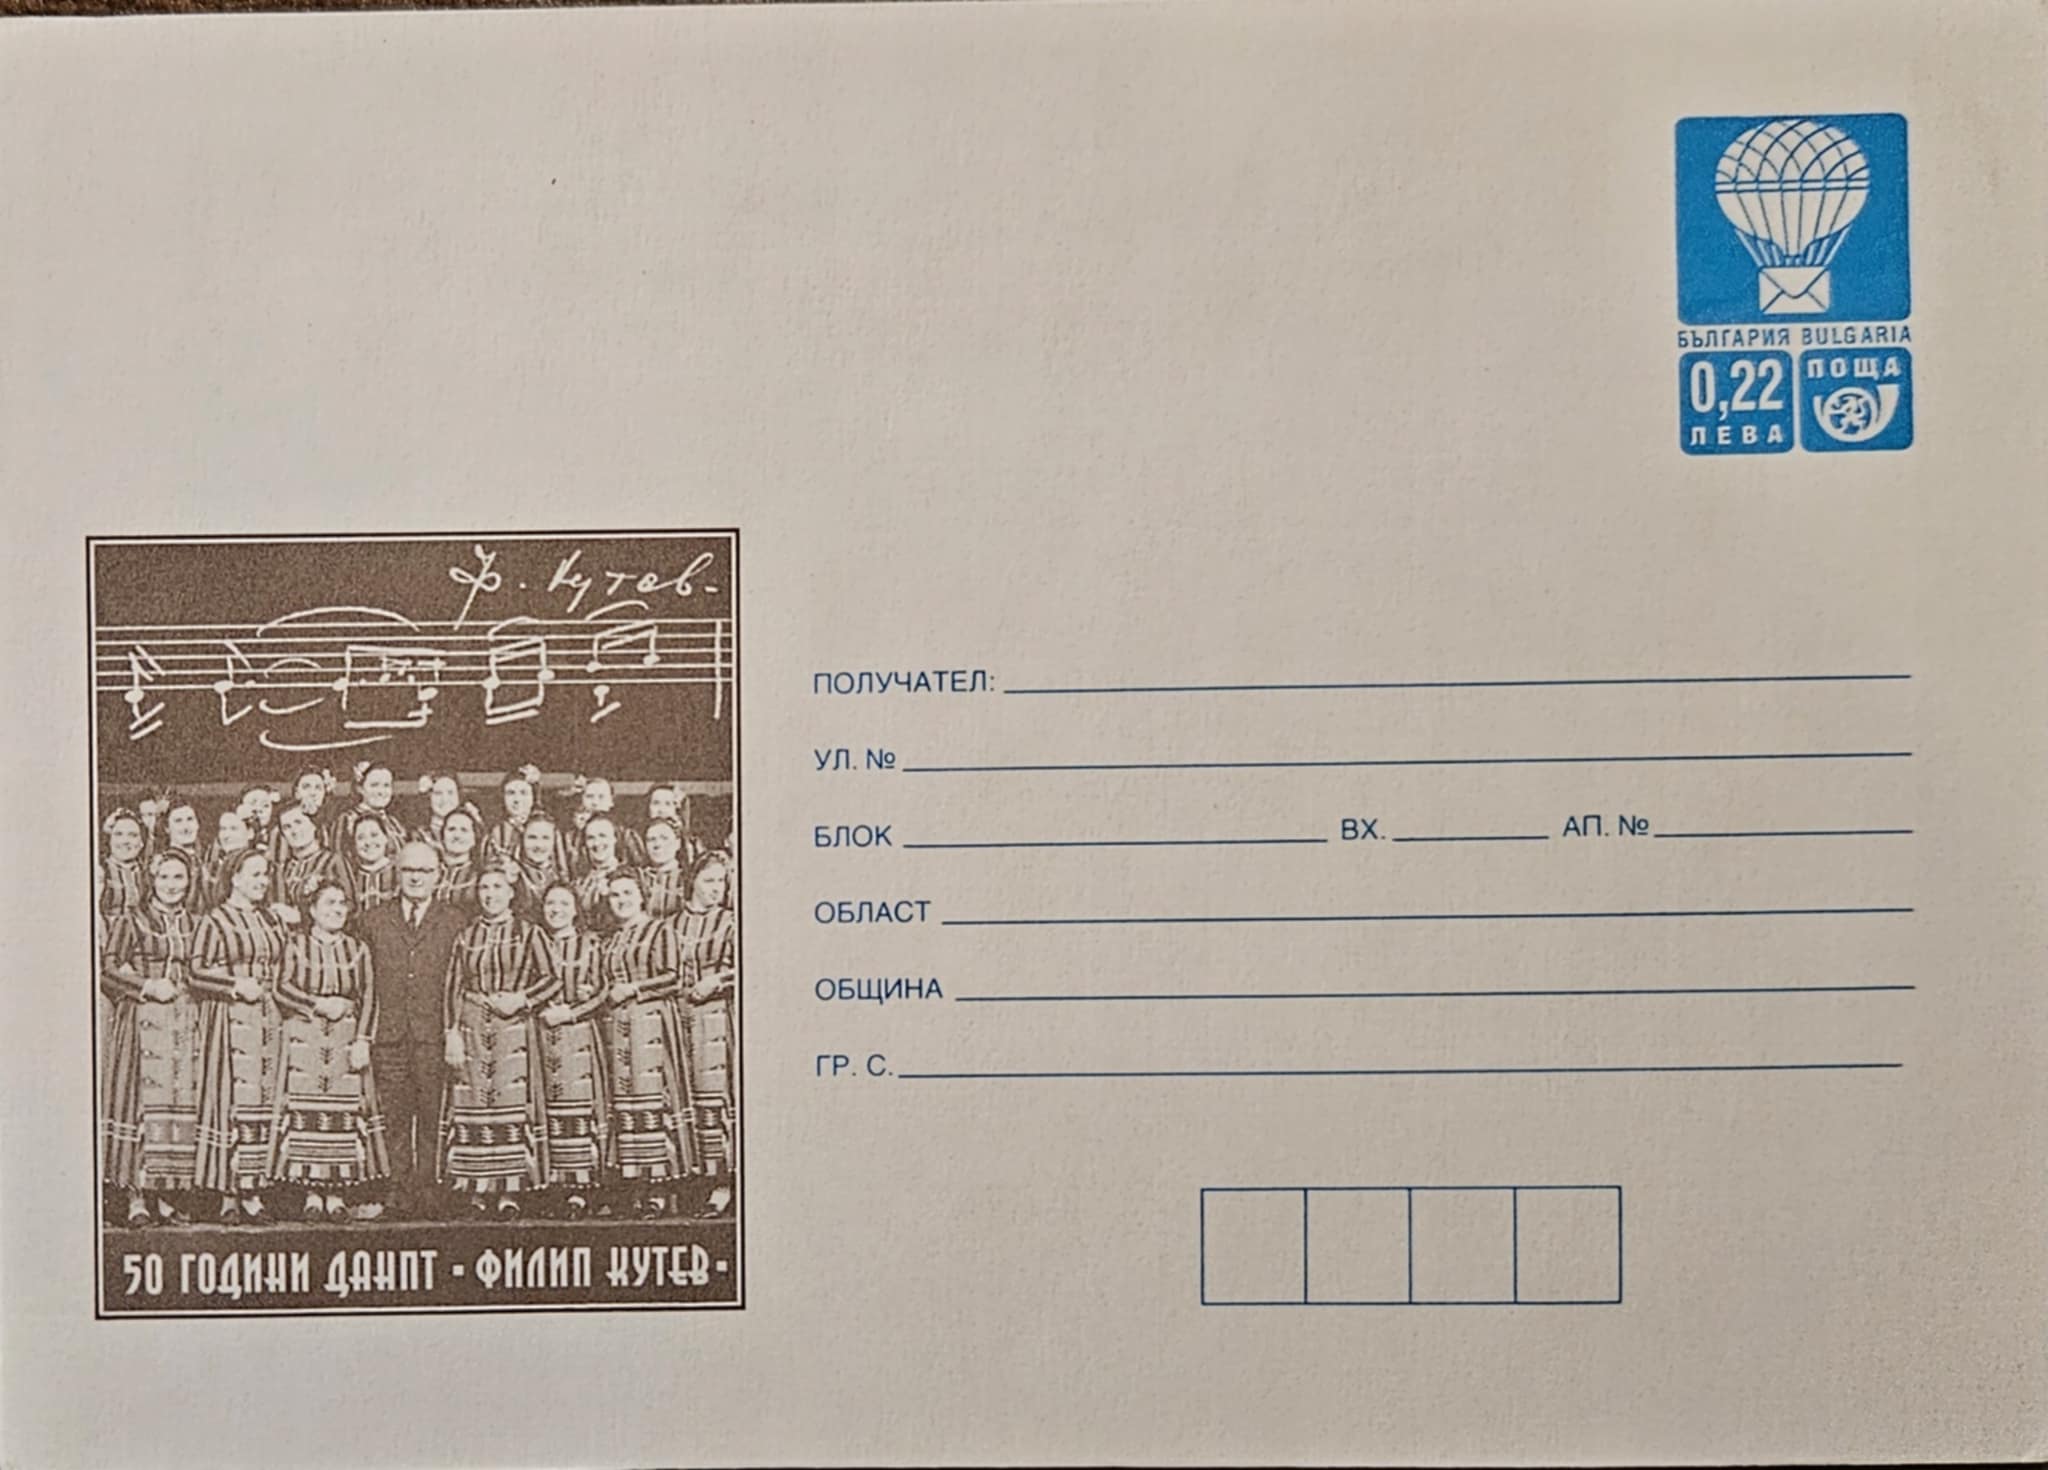 БЪЛГАРИЯ BULGARIA
0,22 ПОЩА
ЛЕВА
Ф. Кутев-
ПОЛУЧАТЕЛ:
УЛ. №
БЛОК ВХ. АП. №
ОБЛАСТ
ОБЩИНА
ГР. С.
50 ГОДИНИ ДАНПТ - ФИЛИП КУТЕВ -